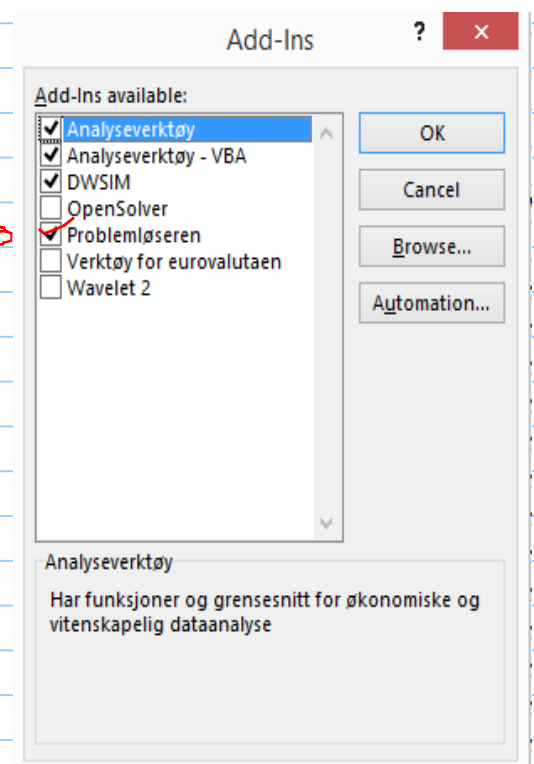 Add-Ins
?
x
Add-Ins available:
Analyseverktøy
Analyseverktøy - VBA
DWSIM
OpenSolver
Problemløseren
Verktøy for eurovalutaen
Wavelet 2
OK
Cancel
Browse...
Automation...
Analyseverktøy
Har funksjoner og grensesnitt for økonomiske og
vitenskapelig dataanalyse